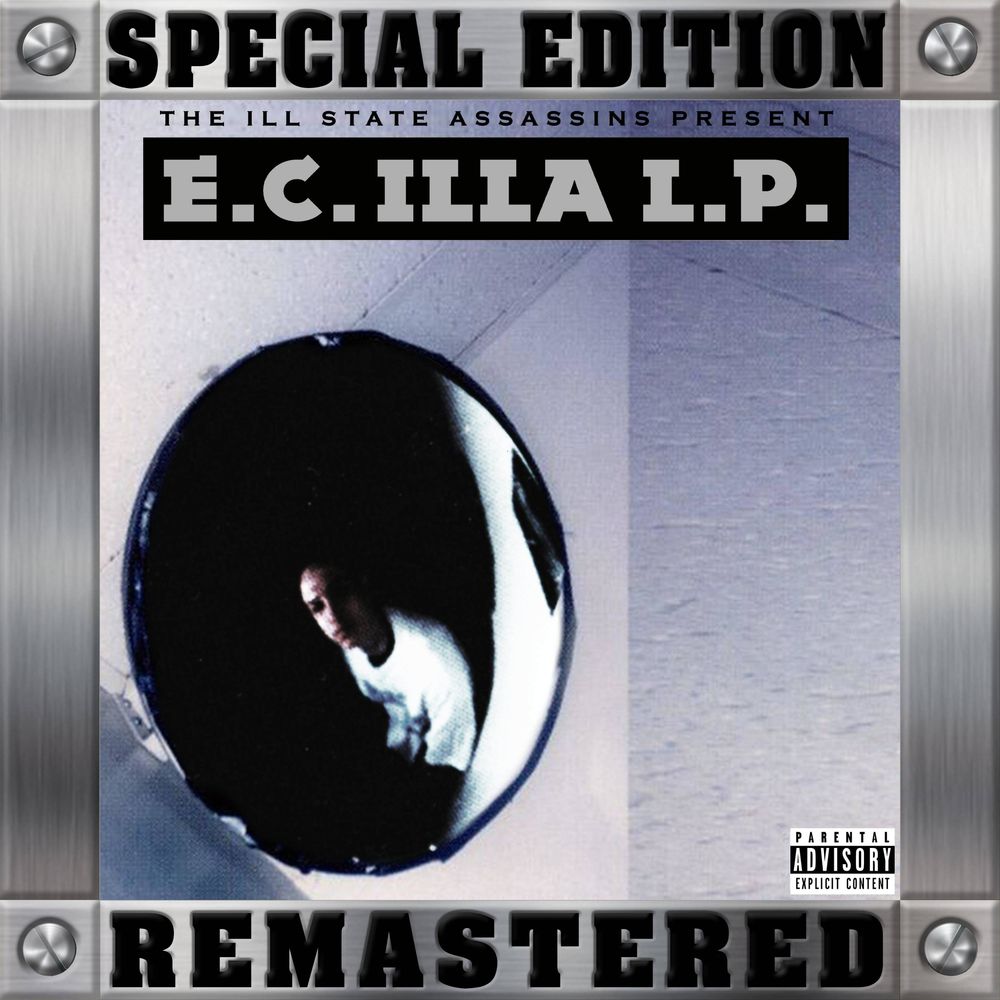 SPECIAL EDITION
THE ILL STATE ASSASSINS PRESENT
E.C. ILLA L.P.
PARENTAL
ADVISORY
EXPLICIT CONTENT
REMASTERED